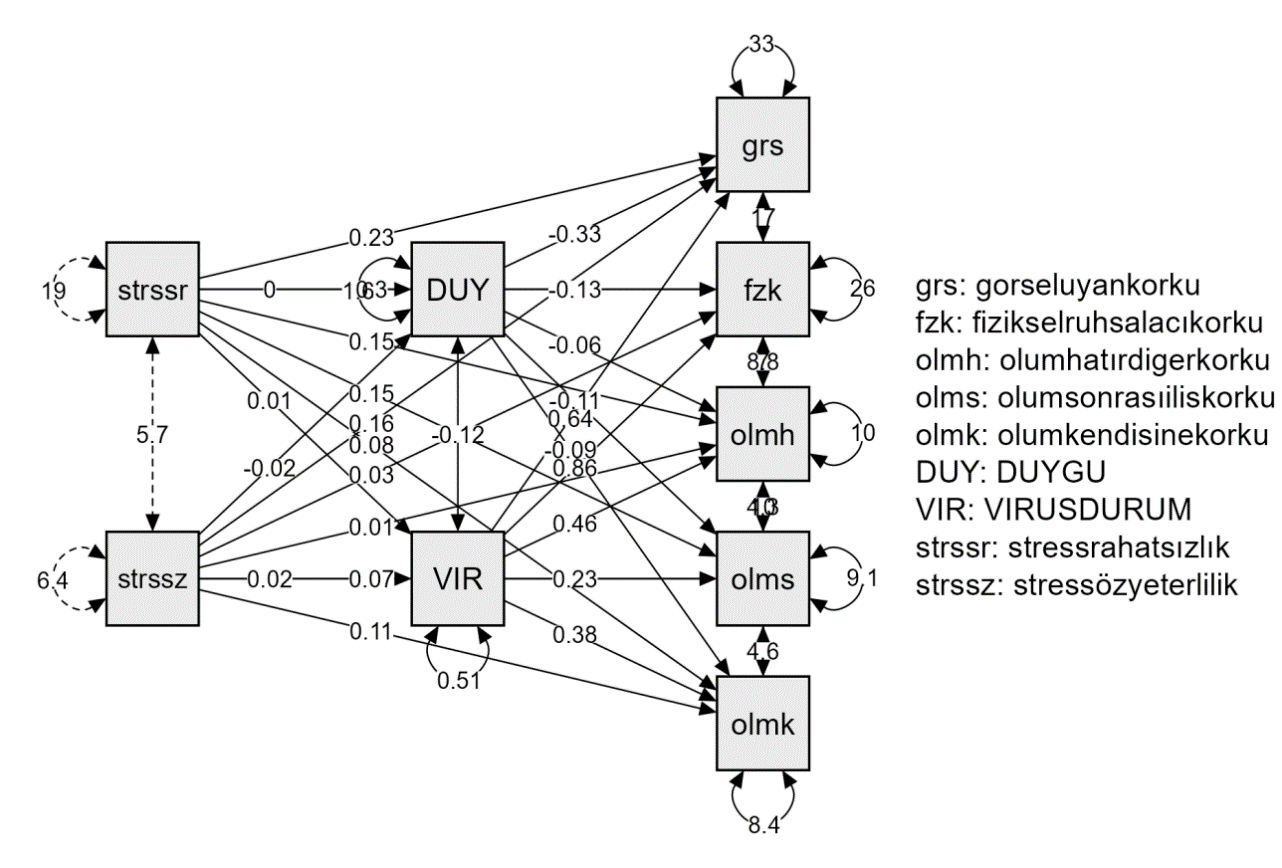 33
grs
17
0.23
-0.33
strssr
19
0
DUY
-0.13
fzk
26
0.15
-0.06
0.01
0.15
-0.11
0.64
5.7
0.16
-0.12
0.08
-0.09
olmh
10
-0.02
0.03
0.86
0.01
0.46
strssz
6.4
0.02
0.07
VIR
0.23
olms
9.1
0.11
0.38
4.6
0.51
olmk
8.4
grs: gorseluyankorku
fzk: fizikselruhsalacıkorku
olmh: olumhatırdigerkorku
olms: olumsonrasıiliskorku
olmk: olumkendisinekorku
DUY: DUYGU
VIR: VIRUSDURUM
strssr: stressrahatsızlık
strssz: stressözyeterlilik